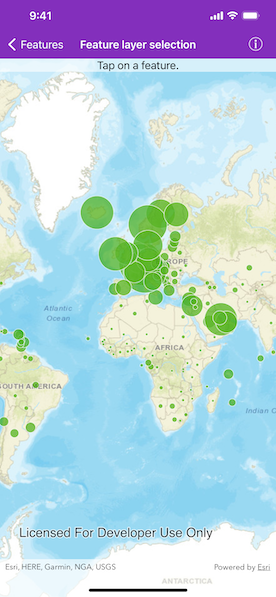 9:41
Features
Feature layer selection
Tap on a feature.
EUROPE
Atlantic
Ocean
AFRICA
SOUTH AMERICA
Indian O
Licensed For Developer Use Only
Esri, HERE, Garmin, NGA, USGS
Powered by Esri
ANTARCTICA